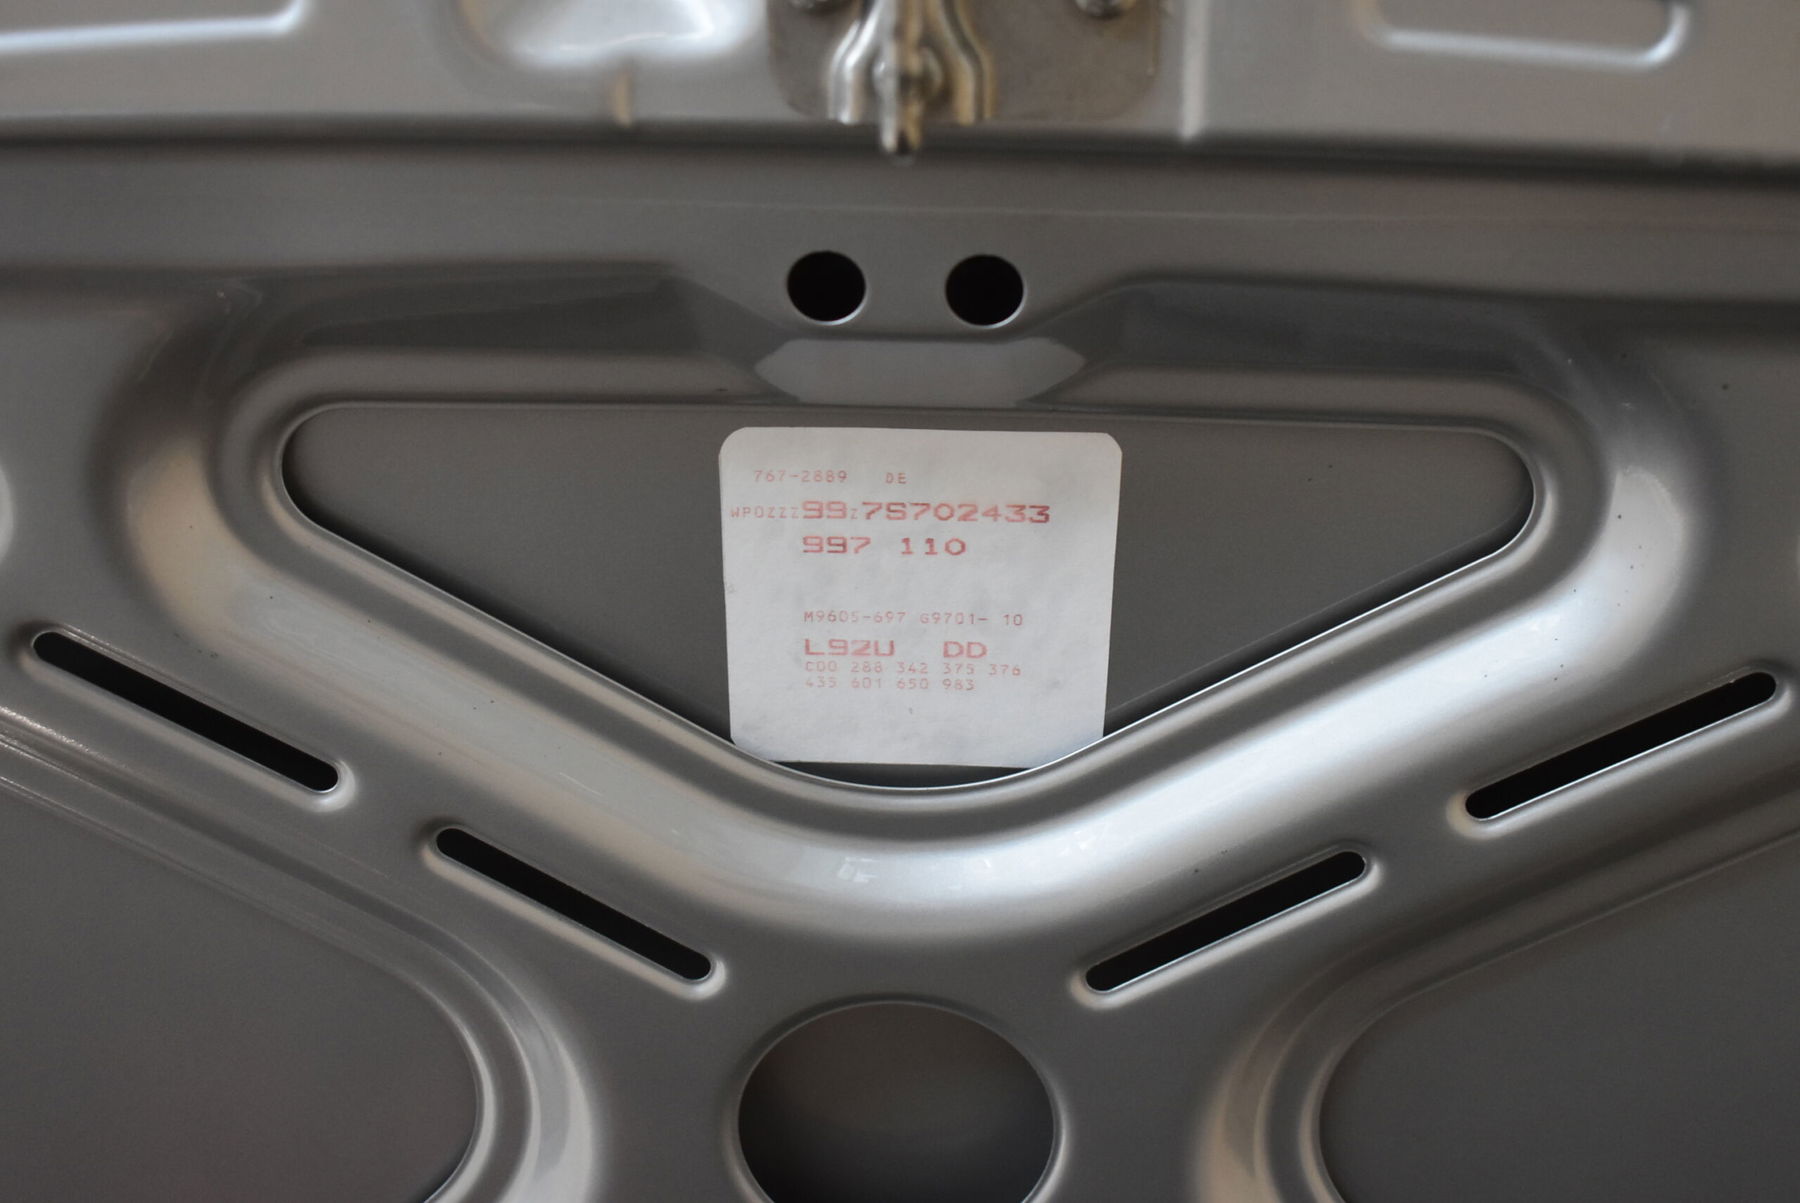 767-2889 DE
WPOZZZ99Z7S702433
997 110
M9605-697 G9701- 10
L92U DD
C00 288 342 375 376
435 601 650 983